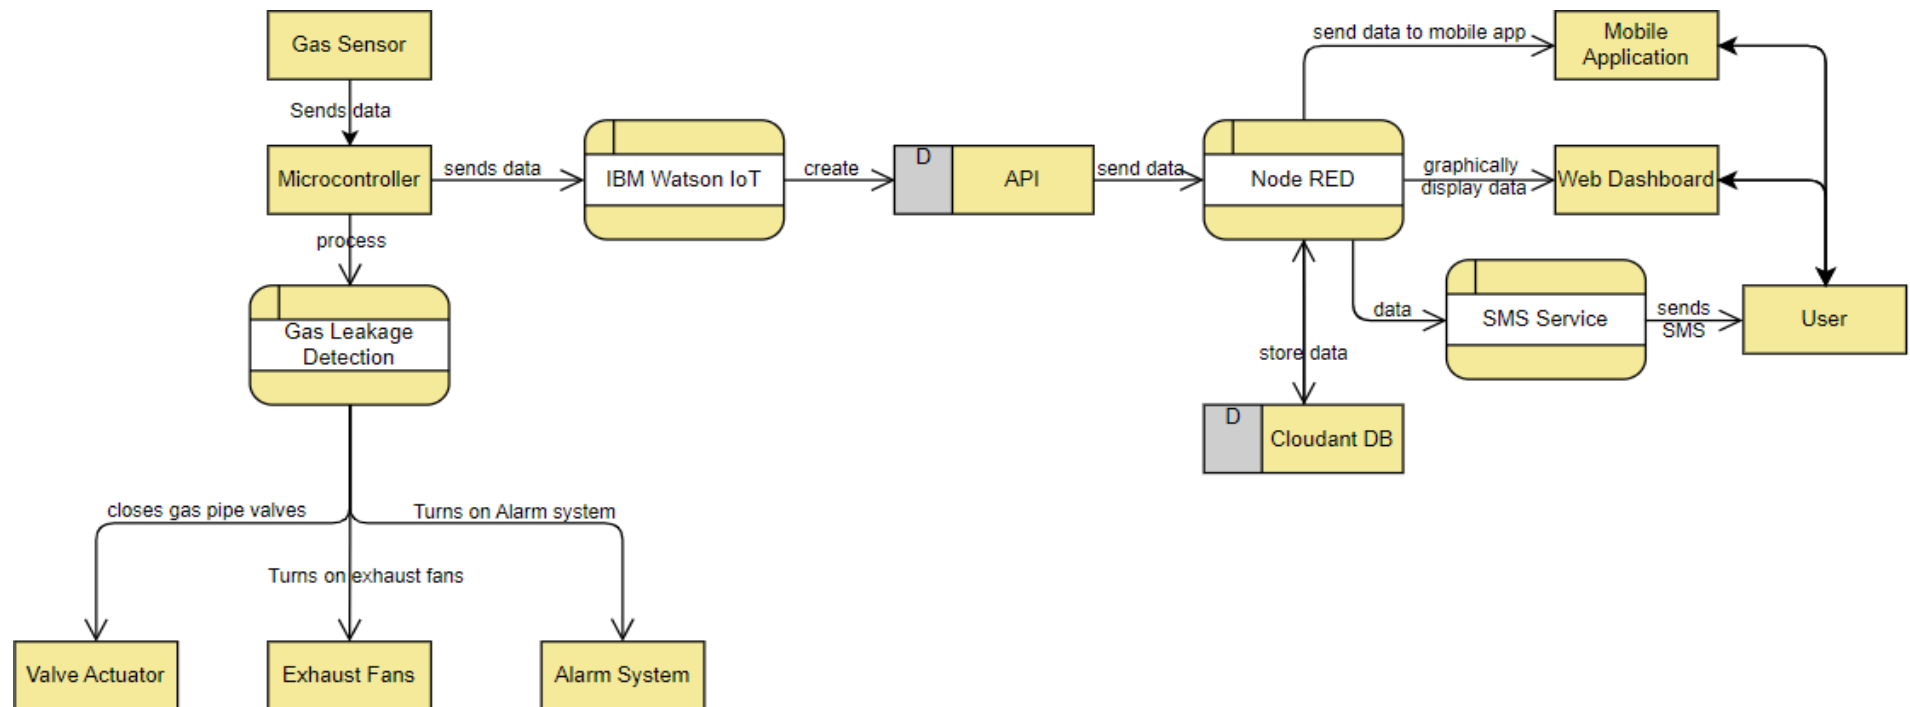 Gas Sensor
send data to mobile app
Mobile
Application
Sends data
Microcontroller
sends data
IBM Watson IoT
create
D
API
send data
Node RED
graphically
display data
Web Dashboard
process
Gas Leakage
Detection
data
SMS Service
sends
SMS
User
store data
D
Cloudant DB
closes gas pipe valves
Turns on Alarm system
Turns on exhaust fans
Valve Actuator
Exhaust Fans
Alarm System